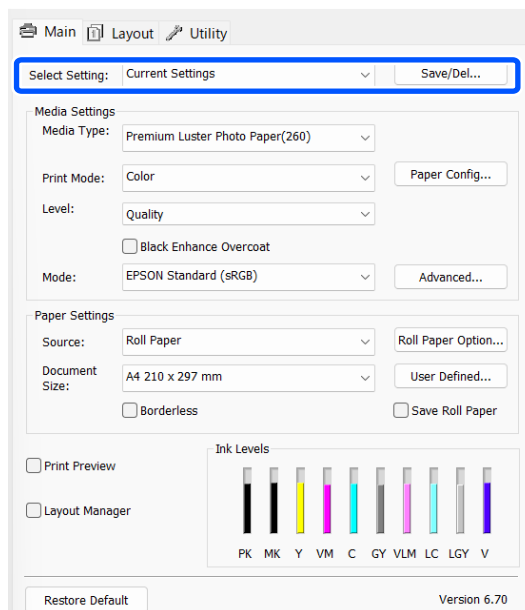 Main Layout Utility
Select Setting: Current Settings Save/Del...
Media Settings
Media Type: Premium Luster Photo Paper(260)
Print Mode: Color Paper Config...
Level: Quality
Black Enhance Overcoat
Mode: EPSON Standard (sRGB) Advanced...
Paper Settings
Source: Roll Paper Roll Paper Option...
Document
Size: A4 210 x 297 mm User Defined...
Borderless Save Roll Paper
Ink Levels
Print Preview
Layout Manager
PK MK Y VM C GY VLM LC LGY V
Restore Default Version 6.70